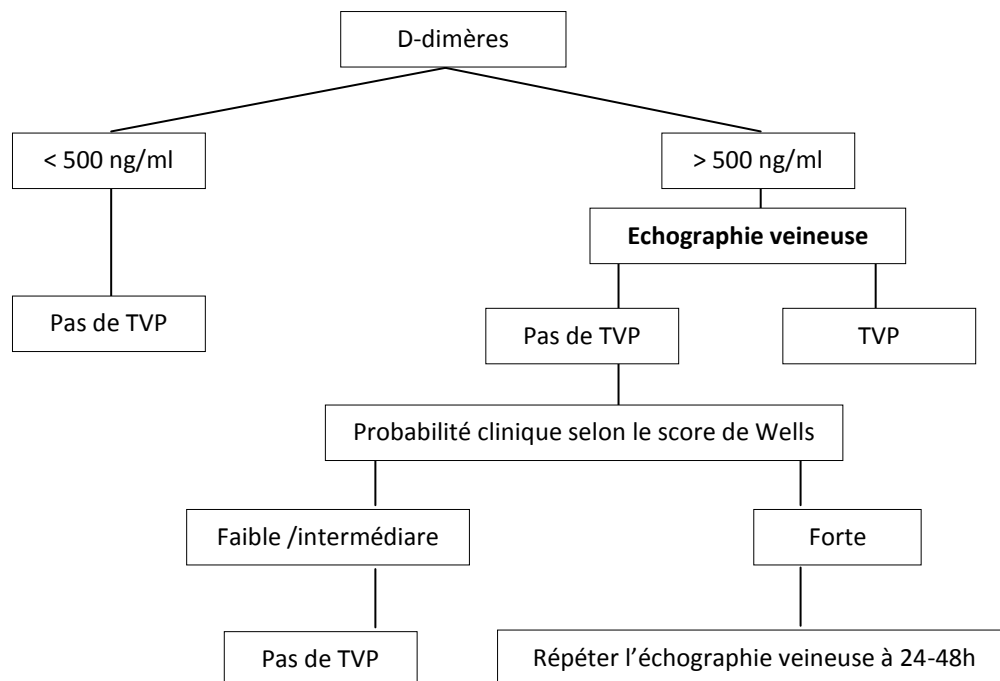 D-dimères
< 500 ng/ml
> 500 ng/ml
Echographie veineuse
Pas de TVP
Pas de TVP
TVP
Probabilité clinique selon le score de Wells
Faible /intermédiare
Forte
Pas de TVP
Répéter l’échographie veineuse à 24-48h